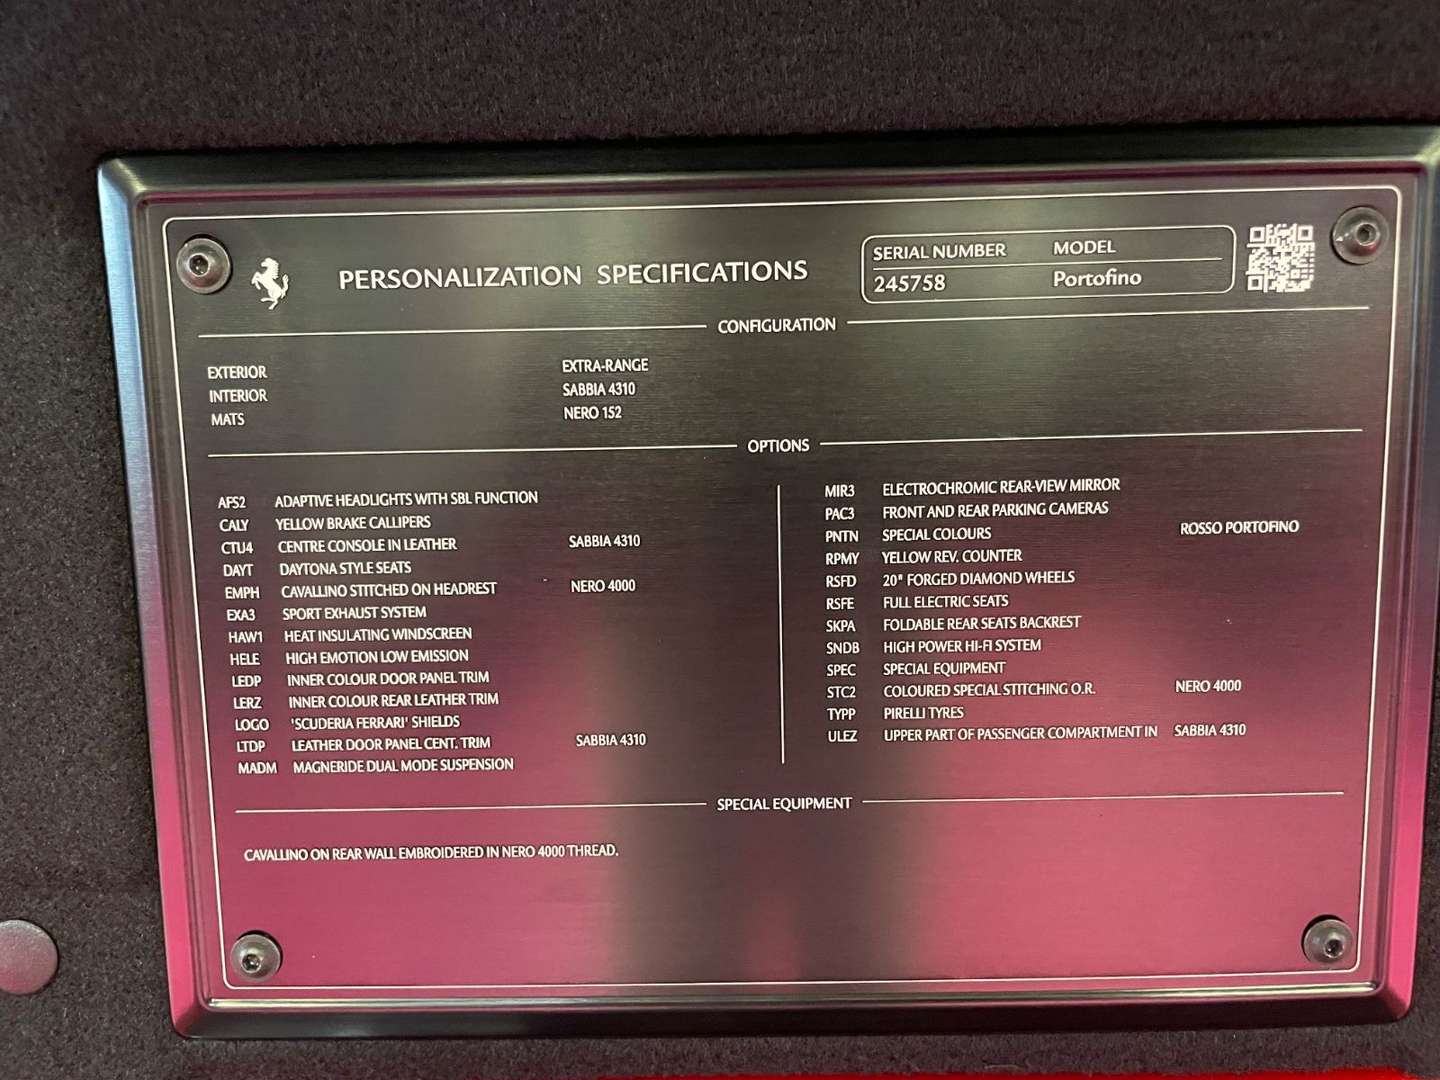 PERSONALIZATION SPECIFICATIONS
SERIAL NUMBER MODEL
245758 Portofino
CONFIGURATION
EXTERIOR EXTRA-RANGE
INTERIOR SABBIA 4310
MATS NERO 152
OPTIONS
AFS2 ADAPTIVE HEADLIGHTS WITH SBL FUNCTION
CALY YELLOW BRAKE CALLIPERS
CTU4 CENTRE CONSOLE IN LEATHER SABBIA 4310
DAYT DAYTONA STYLE SEATS
EMPH CAVALLINO STITCHED ON HEADREST NERO 4000
EXA3 SPORT EXHAUST SYSTEM
HAW1 HEAT INSULATING WINDSCREEN
HELE HIGH EMOTION LOW EMISSION
LEDP INNER COLOUR DOOR PANEL TRIM
LERZ INNER COLOUR REAR LEATHER TRIM
LOGO 'SCUDERIA FERRARI' SHIELDS
LTDP LEATHER DOOR PANEL CENT. TRIM SABBIA 4310
MADM MAGNERIDE DUAL MODE SUSPENSION
MIR3 ELECTROCHROMIC REAR-VIEW MIRROR
PAC3 FRONT AND REAR PARKING CAMERAS
PNTN SPECIAL COLOURS ROSSO PORTOFINO
RPMY YELLOW REV. COUNTER
RSFD 20" FORGED DIAMOND WHEELS
RSFE FULL ELECTRIC SEATS
SKPA FOLDABLE REAR SEATS BACKREST
SNDB HIGH POWER HI-FI SYSTEM
SPEC SPECIAL EQUIPMENT
STC2 COLOURED SPECIAL STITCHING O.R. NERO 4000
TYPP PIRELLI TYRES
ULEZ UPPER PART OF PASSENGER COMPARTMENT IN SABBIA 4310
SPECIAL EQUIPMENT
CAVALLINO ON REAR WALL EMBROIDERED IN NERO 4000 THREAD.